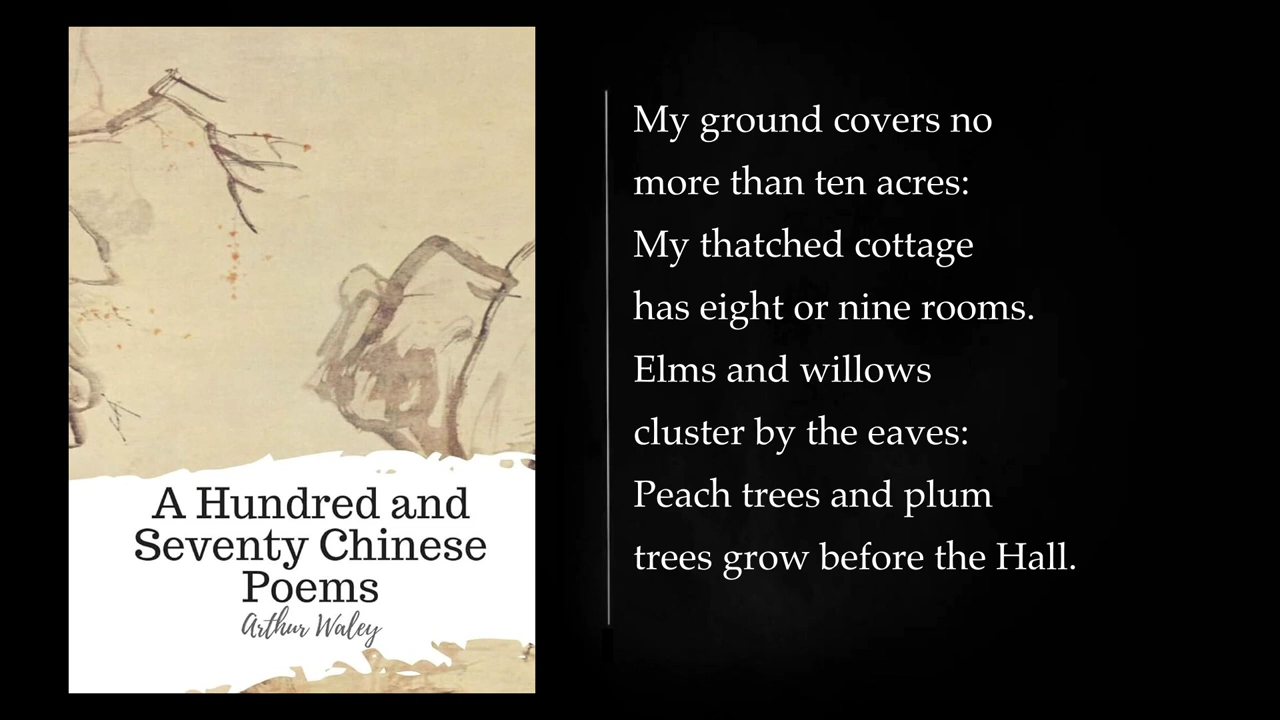 A Hundred and
Seventy Chinese
Poems
Arthur Waley
My ground covers no
more than ten acres:
My thatched cottage
has eight or nine rooms.
Elms and willows
cluster by the eaves:
Peach trees and plum
trees grow before the Hall.